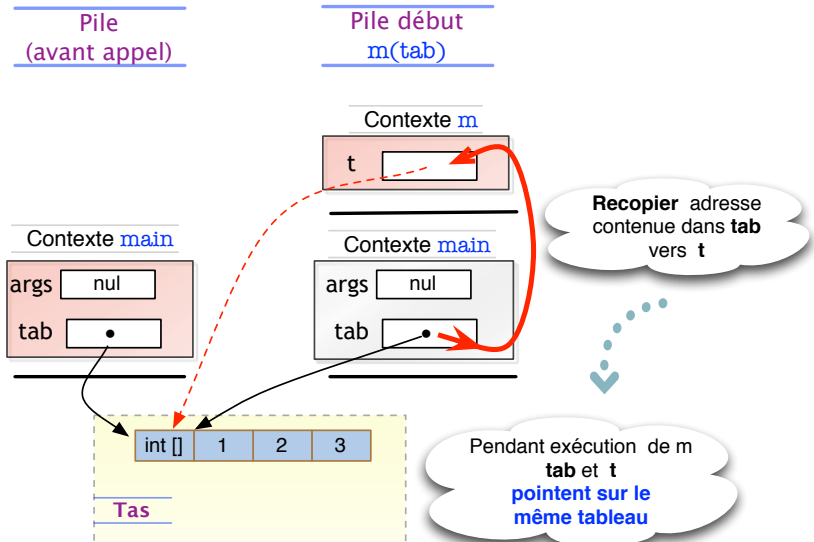 Pile
(avant appel)
Pile début
m(tab)
Contexte m
t
Recopier adresse
contenue dans tab
vers t
Contexte main
args nul
tab
Contexte main
args nul
tab
int [] 1 2 3
Tas
Pendant exécution de m
tab et t
pointent sur le
même tableau